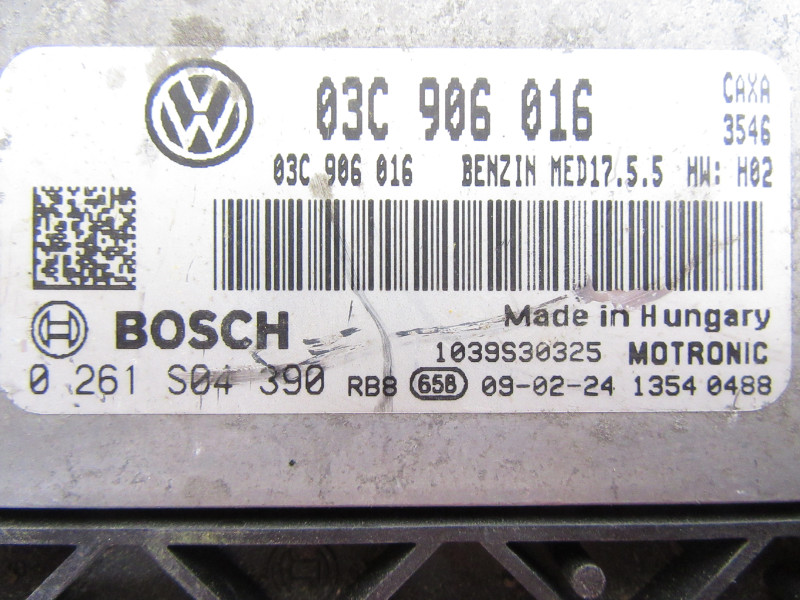 03C 906 016 CAXA
3546
03C 906 016 BENZIN MED17.5.5 HW: H02
BOSCH Made in Hungary
1039S30325 MOTRONIC
0 261 S04 390 RB8 65B 09-02-24 1354 0488